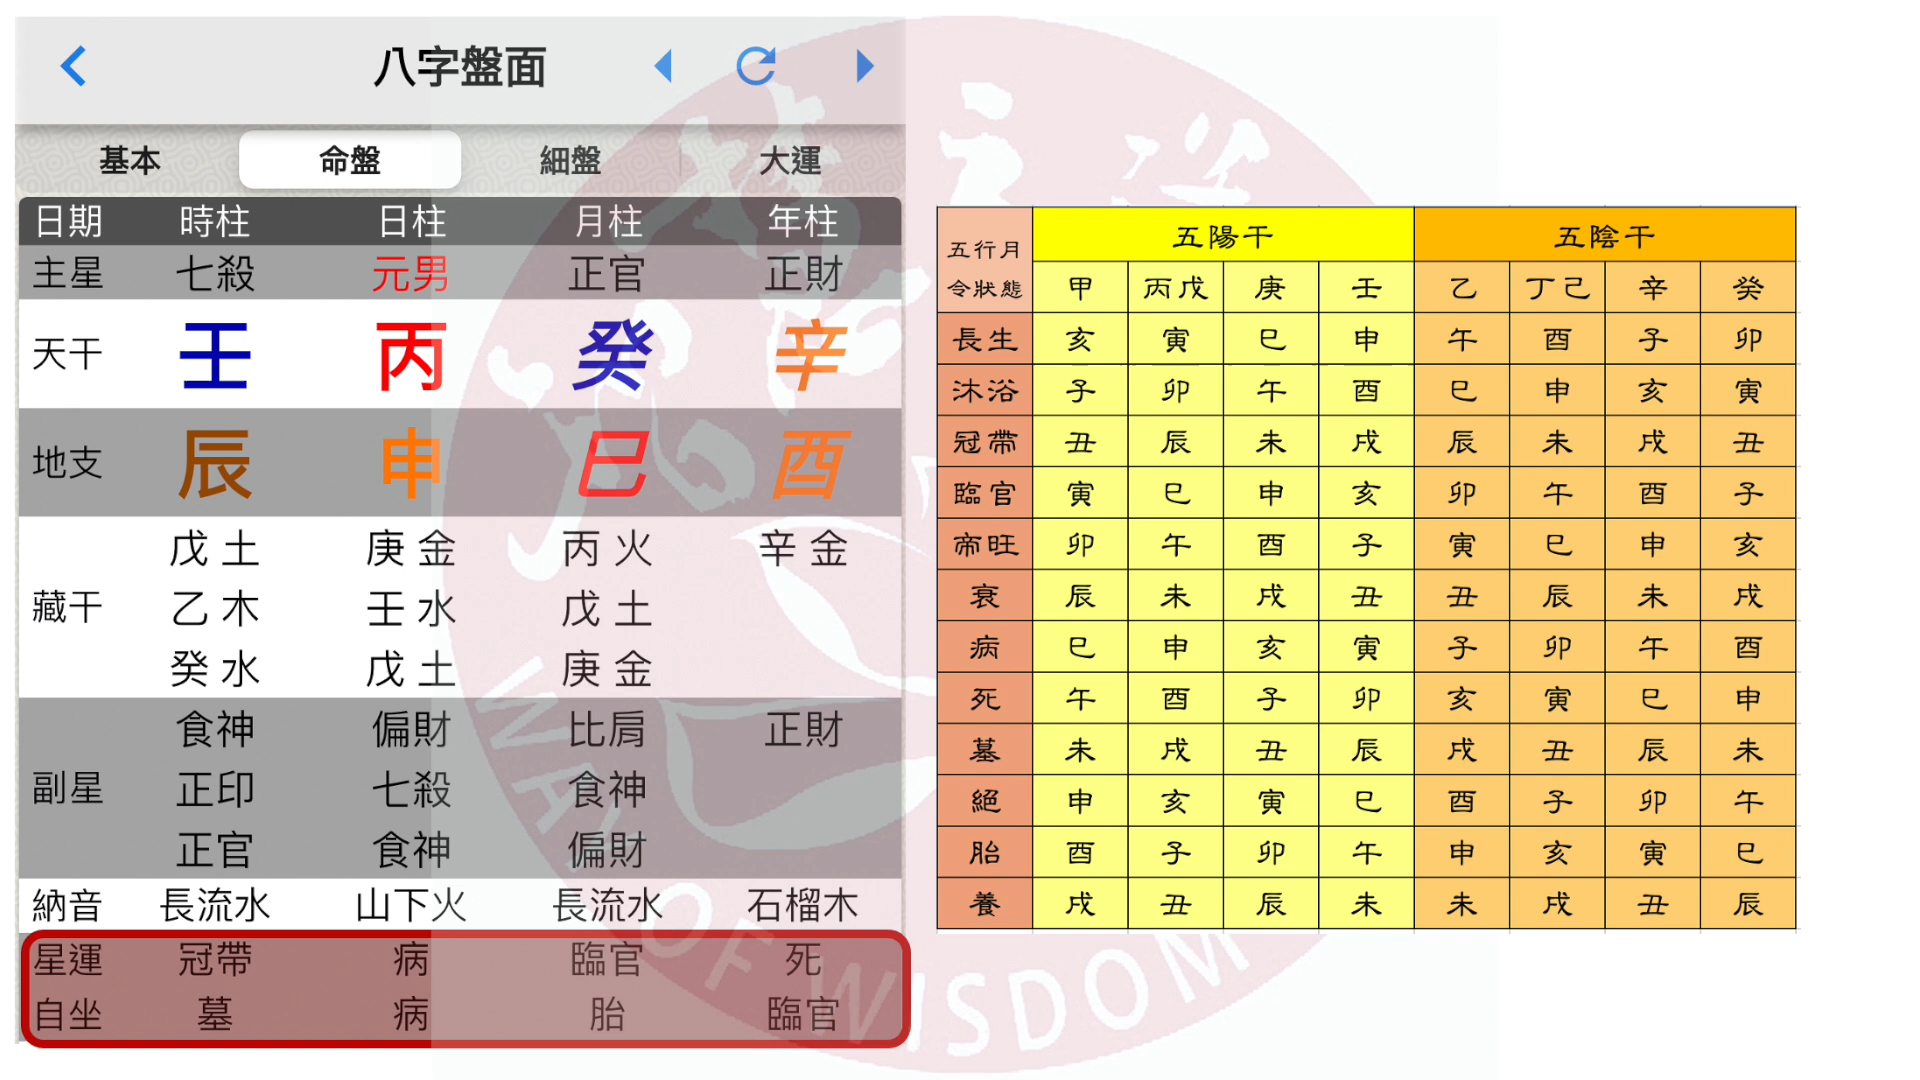 八字盤面
基本 命盤 細盤 大運
日期 時柱 日柱 月柱 年柱
主星 七殺 元男 正官 正財
天干 壬 丙 癸 辛
地支 辰 申 巳 酉
藏干
戊土 庚金 丙火 辛金
乙木 壬水 戊土
癸水 戊土 庚金
副星
食神 偏財 比肩 正財
正印 七殺 食神
正官 食神 偏財
納音 長流水 山下火 長流水 石榴木
星運 冠帶 病 臨官 死
自坐 墓 病 胎 臨官
五行月令狀態 五陽干 五陰干
甲 丙戊 庚 壬 乙 丁己 辛 癸
長生 亥 寅 巳 申 午 酉 子 卯
沐浴 子 卯 午 酉 巳 申 亥 寅
冠帶 丑 辰 未 戌 辰 未 戌 丑
臨官 寅 巳 申 亥 卯 午 酉 子
帝旺 卯 午 酉 子 寅 巳 申 亥
衰 辰 未 戌 丑 丑 辰 未 戌
病 巳 申 亥 寅 子 卯 午 酉
死 午 酉 子 卯 亥 寅 巳 申
墓 未 戌 丑 辰 戌 丑 辰 未
絕 申 亥 寅 巳 酉 子 卯 午
胎 酉 子 卯 午 申 亥 寅 巳
養 戌 丑 辰 未 未 戌 丑 辰
WAY OF WISDOM